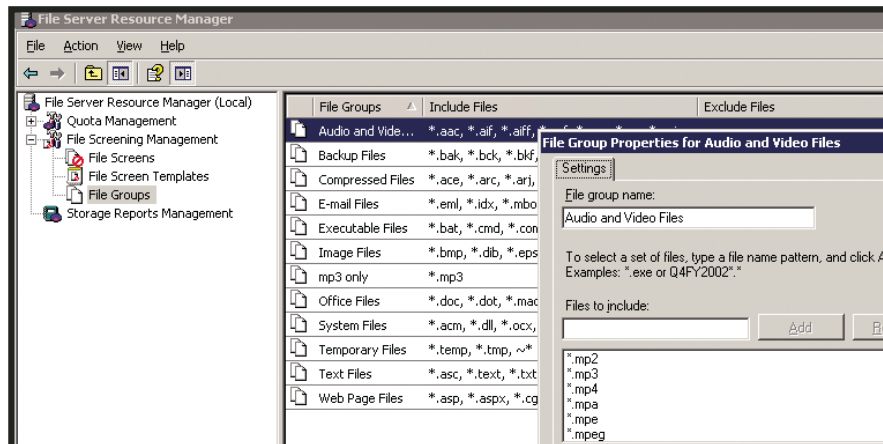 File Server Resource Manager
File Action View Help
File Server Resource Manager (Local)
Quota Management
File Screening Management
File Screens
File Screen Templates
File Groups
Storage Reports Management
File Groups Include Files Exclude Files
Audio and Vide... *.aac, *.aif, *.aiff,
Backup Files *.bak, *.bck, *.bkf,
Compressed Files *.ace, *.arc, *.arj,
E-mail Files *.eml, *.idx, *.mbo
Executable Files *.bat, *.cmd, *.con
Image Files *.bmp, *.dib, *.eps
mp3 only *.mp3
Office Files *.doc, *.dot, *.mac
System Files *.acm, *.dll, *.ocx,
Temporary Files *.temp, *.tmp, ~*
Text Files *.asc, *.text, *.txt
Web Page Files *.asp, *.aspx, *.cg
File Group Properties for Audio and Video Files
Settings
File group name:
Audio and Video Files
To select a set of files, type a file name pattern, and click A
Examples: *.exe or Q4FY2002*.*
Files to include:
Add Re
*.mp2
*.mp3
*.mp4
*.mpa
*.mpe
*.mpeg